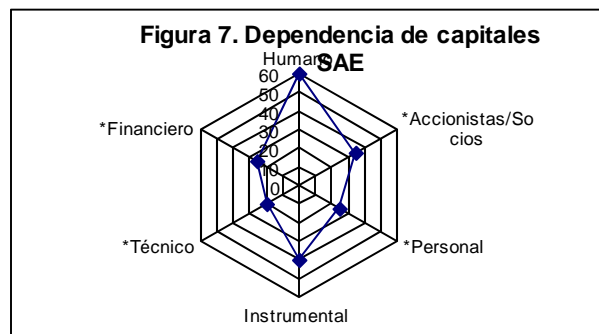 Figura 7. Dependencia de capitales
SAE
Humano
60
50
40
30
20
10
0
*Accionistas/So
cios
*Personal
Instrumental
*Técnico
*Financiero